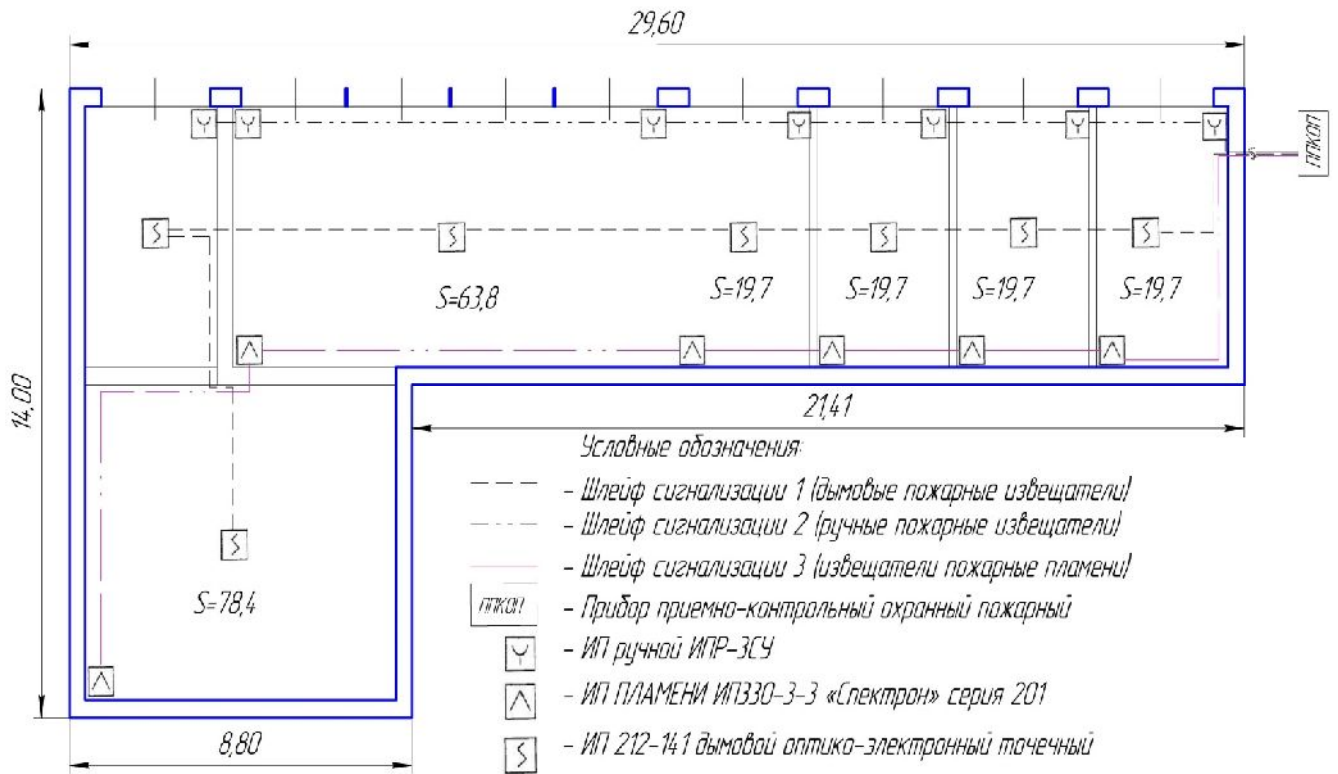 29,60
ППКОП
S=63,8
S=19,7
S=19,7
S=19,7
S=19,7
14,00
21,41
Условные обозначения:
- Шлейф сигнализации 1 (дымовые пожарные извещатели)
- Шлейф сигнализации 2 (ручные пожарные извещатели)
- Шлейф сигнализации 3 (извещатели пожарные пламени)
ППКОП - Прибор приемно-контрольный охранный пожарный
- ИП ручной ИПР-3СУ
- ИП ПЛАМЕНИ ИП330-3-3 «Спектрон» серия 201
- ИП 212-141 дымовой оптико-электронный точечный
S=78,4
8,80